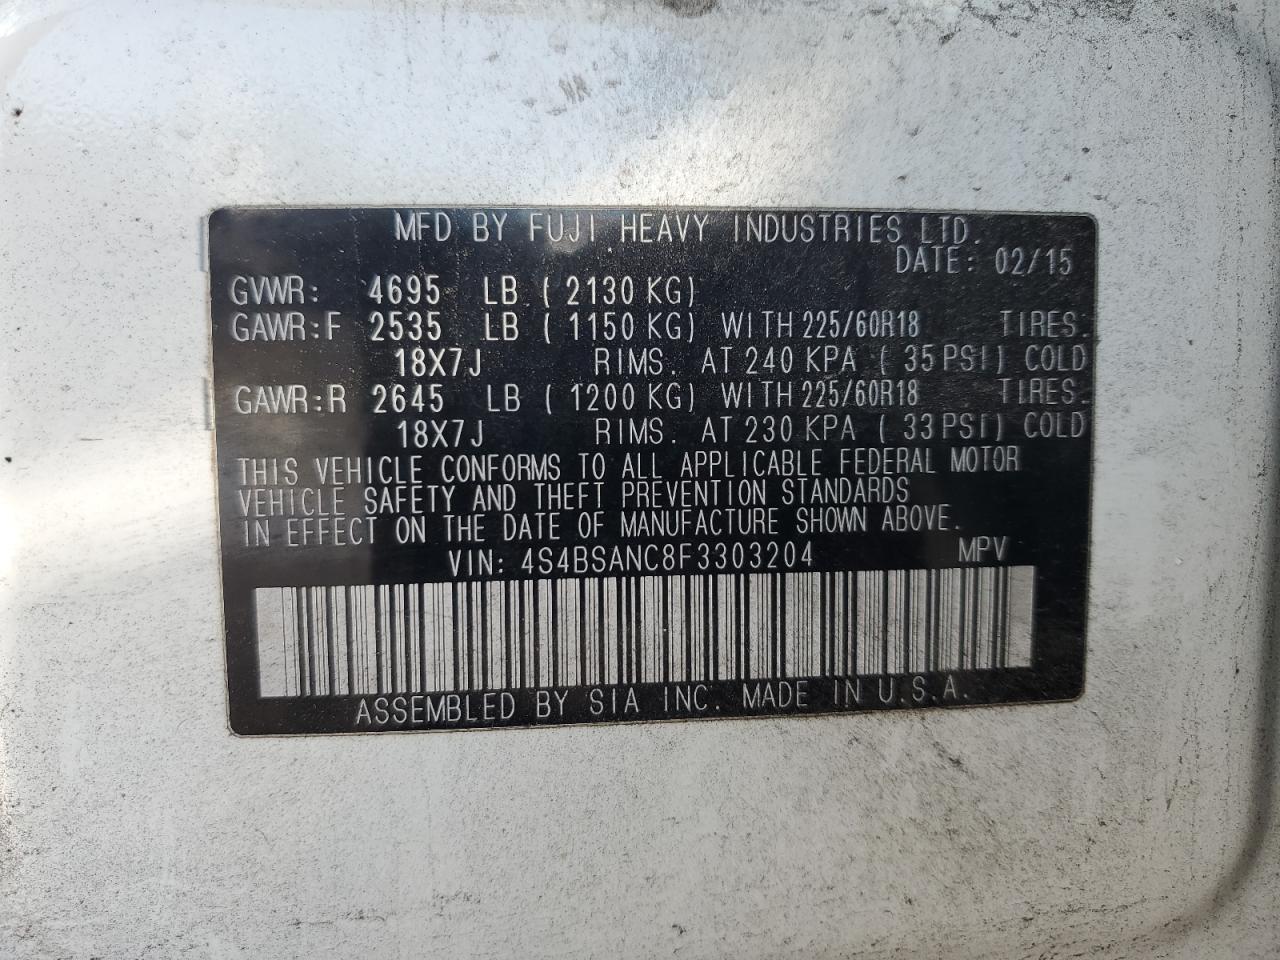 MFD BY FUJI HEAVY INDUSTRIES LTD.
DATE: 02/15
GVWR: 4695 LB ( 2130 KG)
GAWR:F 2535 LB ( 1150 KG) WITH 225/60R18 TIRES.
18X7J RIMS. AT 240 KPA ( 35 PSI) COLD
GAWR:R 2645 LB ( 1200 KG) WITH 225/60R18 TIRES.
18X7J RIMS. AT 230 KPA ( 33 PSI) COLD
THIS VEHICLE CONFORMS TO ALL APPLICABLE FEDERAL MOTOR
VEHICLE SAFETY AND THEFT PREVENTION STANDARDS
IN EFFECT ON THE DATE OF MANUFACTURE SHOWN ABOVE.
VIN: 4S4BSANC8F3303204 MPV
ASSEMBLED BY SIA INC. MADE IN U.S.A.